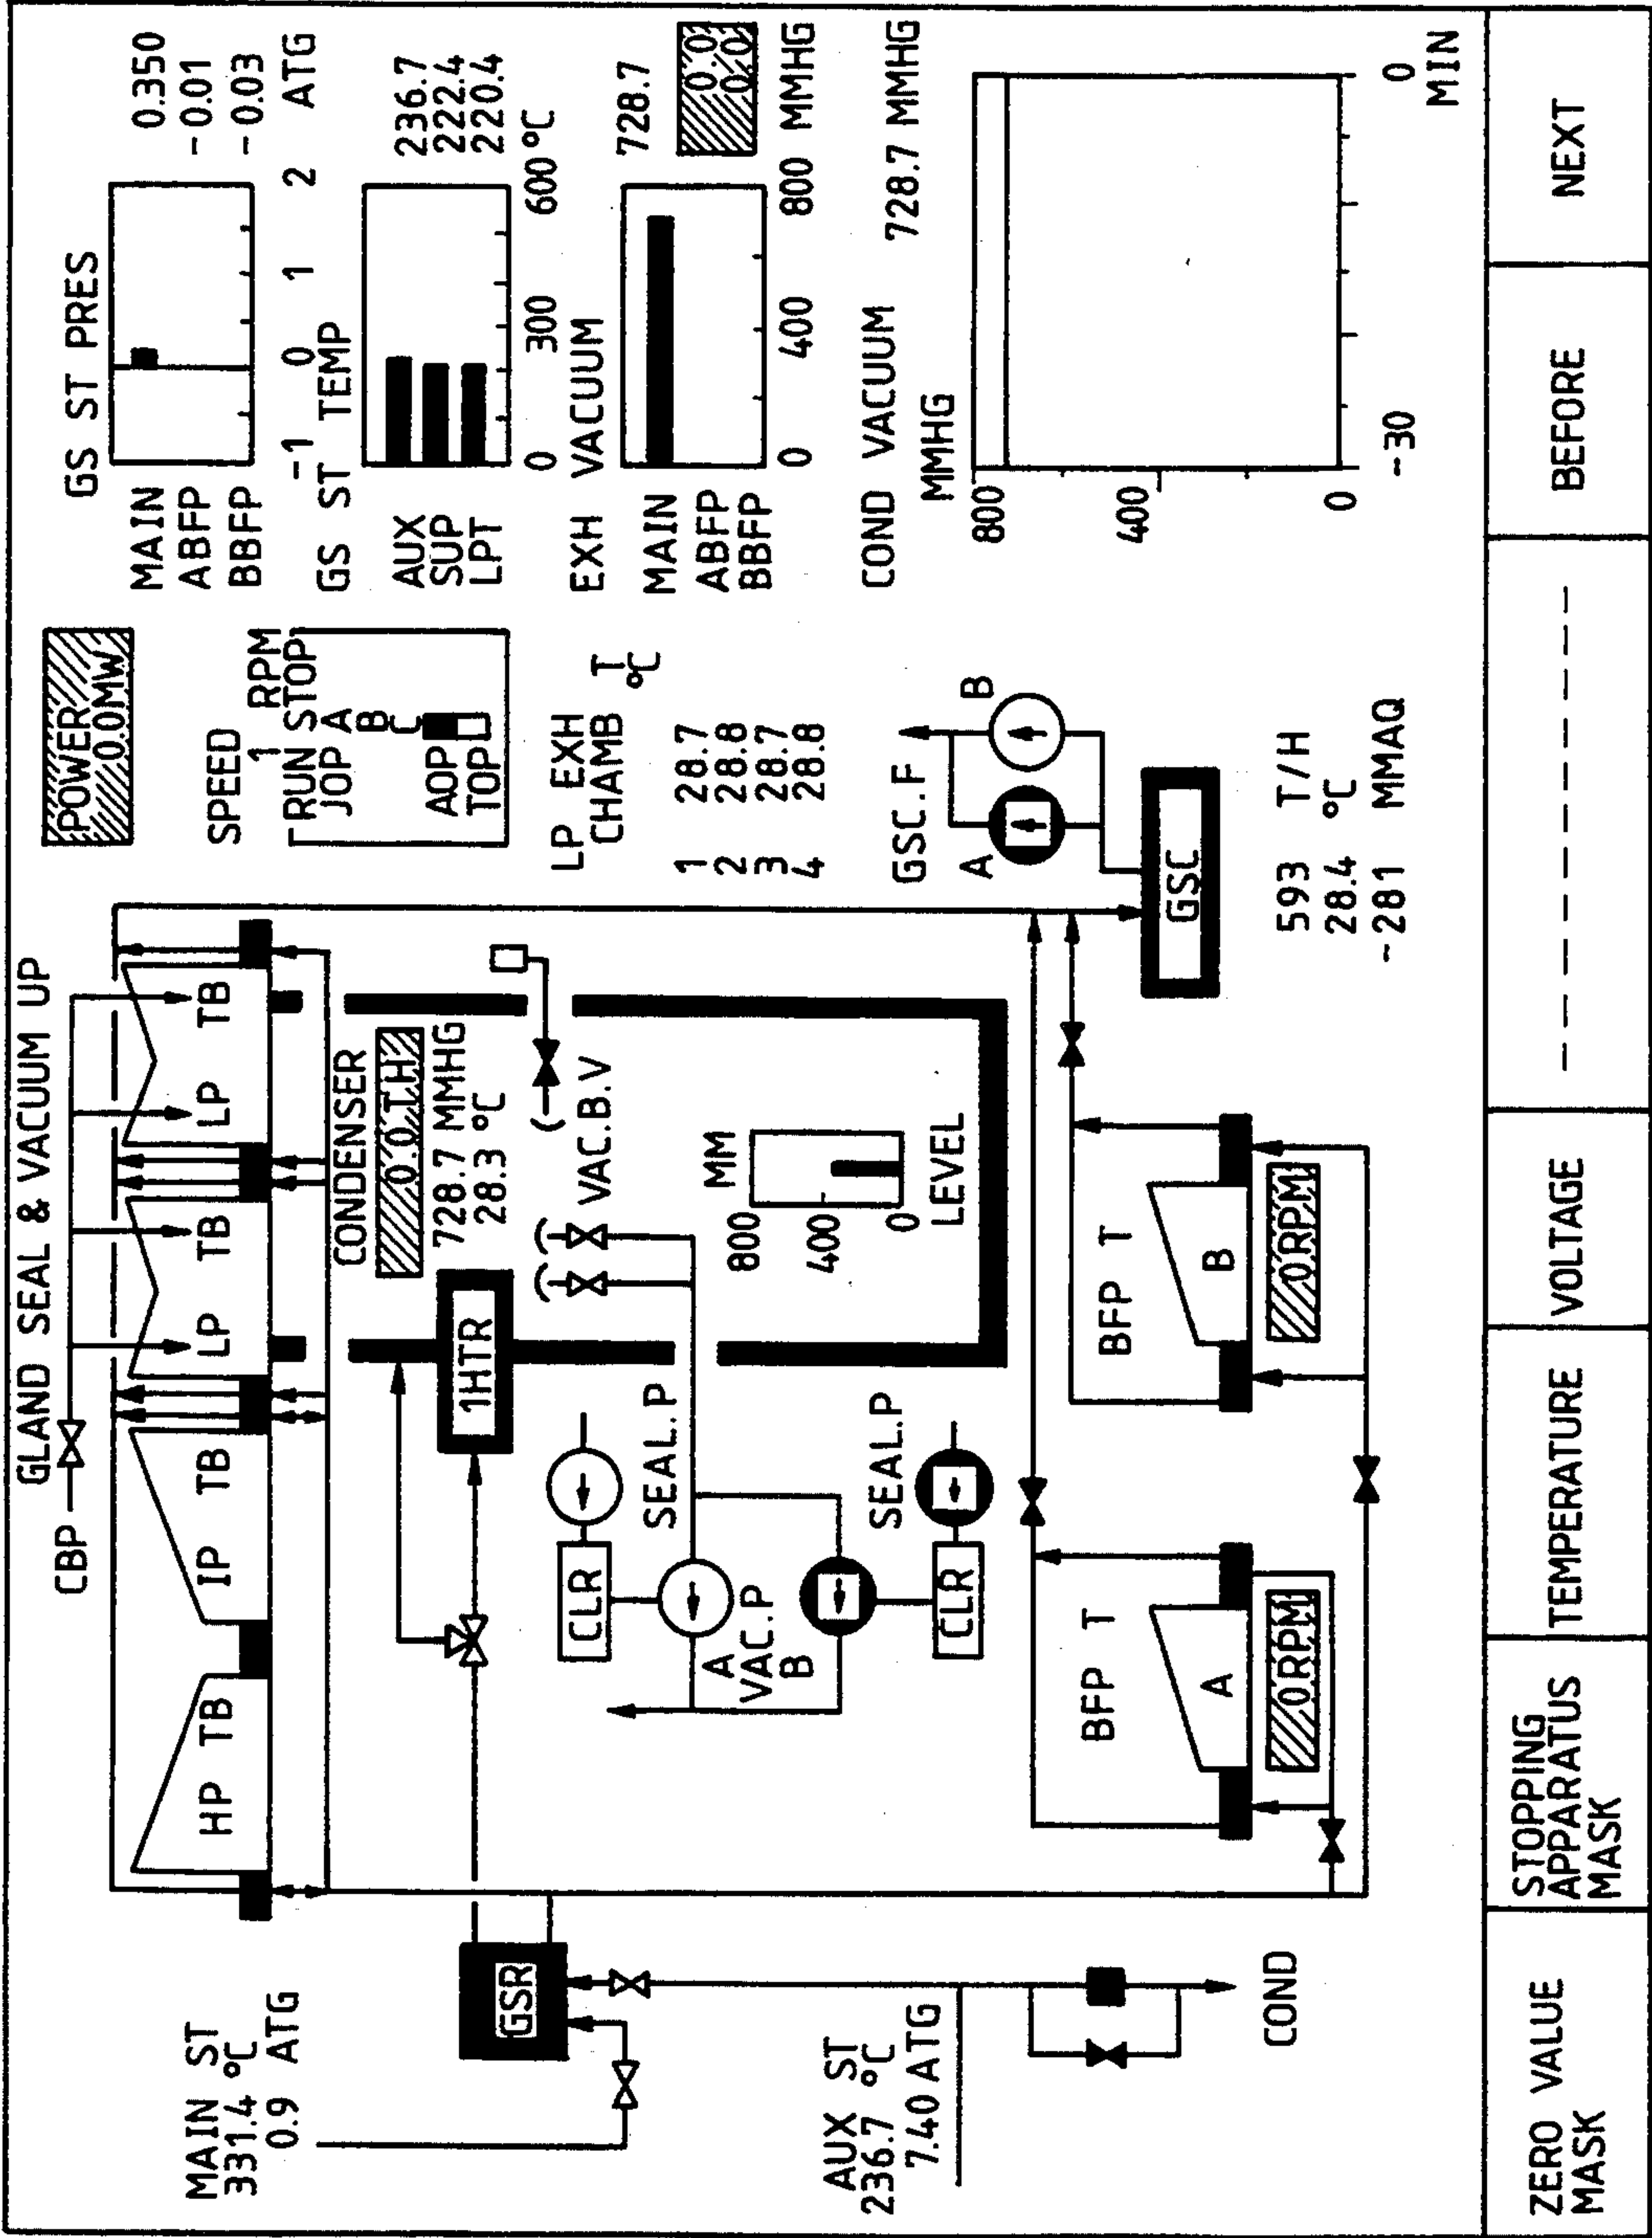 GLAND SEAL & VACUUM UP
POWER
0.0MW
CBP
HP TB
IP TB
LP TB
LP TB
MAIN ST
331.4 °C
0.9 ATG
GSR
AUX ST
236.7 °C
7.40 ATG
COND
CONDENSER
0.0 T.H
728.7 MMHG
28.3 °C
1HTR
VAC.B.V
CLR
SEAL.P
A
VAC.P
B
CLR
SEAL.P
MM
800
400
0
LEVEL
BFP T
A
0RPM
BFP T
B
0RPM
SPEED
1 RPM
RUN STOP
JOP A
B
C
AOP
TOP
LP EXH
CHAMB T
°C
1 28.7
2 28.8
3 28.7
4 28.8
GSC.F
A
B
GSC
593 T/H
28.4 °C
-281 MMAQ
GS ST PRES
MAIN 0.350
ABFP -0.01
BBFP -0.03
-1 0 1 2 ATG
GS ST TEMP
AUX 236.7
SUP 222.4
LPT 220.4
0 300 600°C
EXH VACUUM
MAIN 728.7
ABFP 0.0
BBFP 0.0
0 400 800 MMHG
COND VACUUM 728.7 MMHG
MMHG
800
400
0
-30 0
MIN
ZERO VALUE
MASK
STOPPING
APPARATUS
MASK
TEMPERATURE
VOLTAGE
BEFORE
NEXT